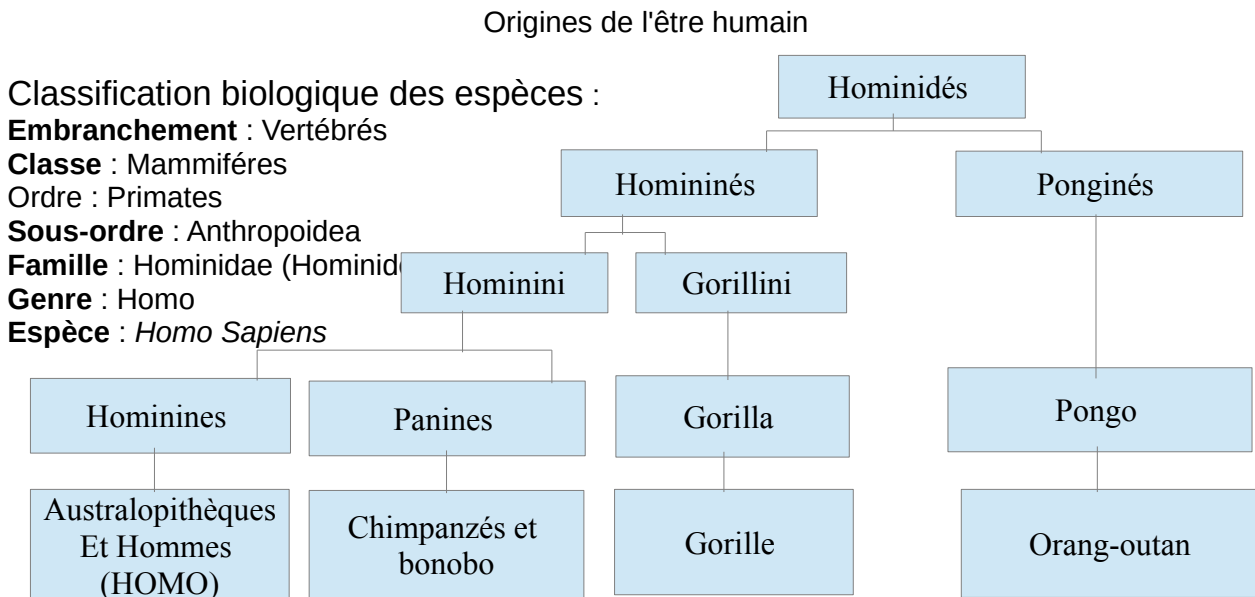 Origines de l'être humain
Classification biologique des espèces :
Embranchement : Vertébrés
Classe : Mammiféres
Ordre : Primates
Sous-ordre : Anthropoidea
Famille : Hominidae
Genre : Homo
Espèce : Homo Sapiens
Hominidés
Homininés
Ponginés
Hominini
Gorillini
Hominines
Panines
Gorilla
Pongo
Australopithèques
Et Hommes
(HOMO)
Chimpanzés et
bonobo
Gorille
Orang-outan